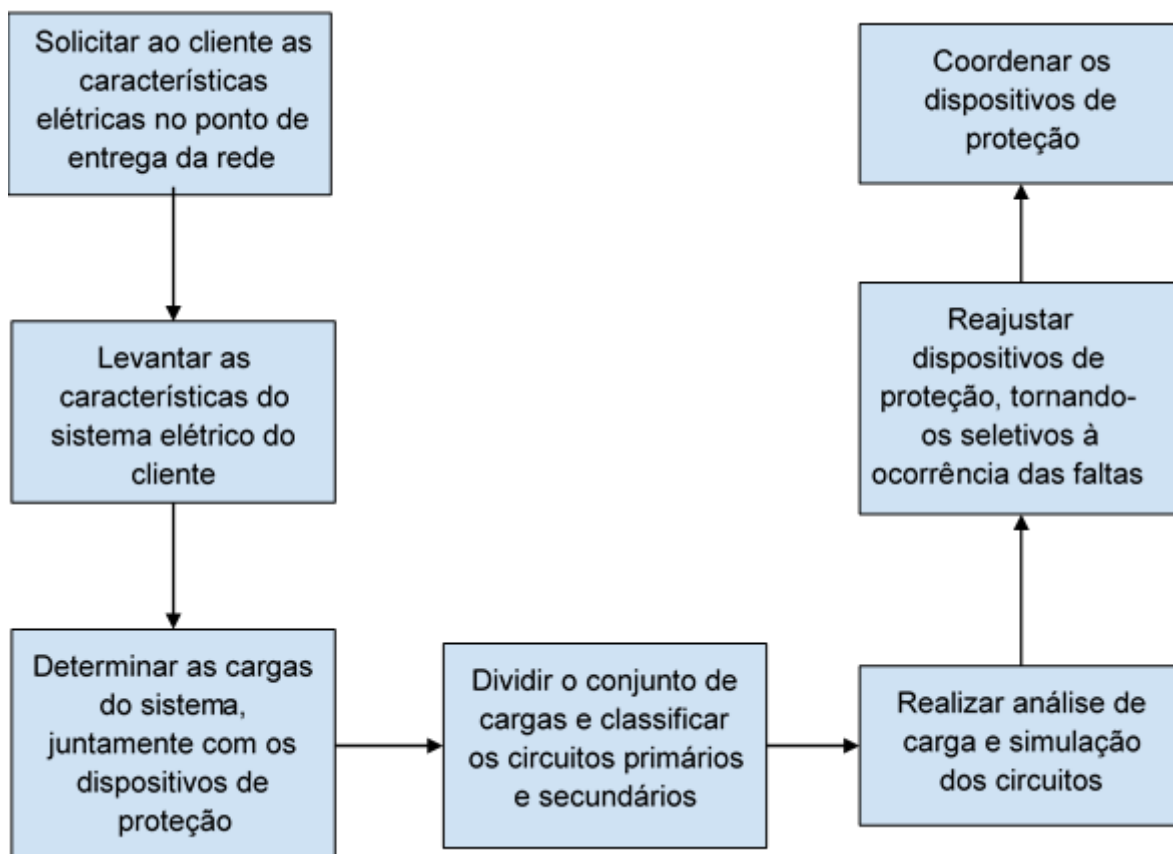 Solicitar ao cliente as
característífica
elétricas no ponto de
entrega da rede
Levantar as
características do
sistema elétrico do
cliente
Determinar as cargas
do sistema,
juntamente com os
dispositivos de
proteção
Dividir o conjunto de
cargas e classificar
os circuitos primários
e secundários
Realizar análise de
carga e simulação
dos circuitos
Reajustar
dispositivos de
proteção, tornando-
os seletivos à
ocorrência das faltas
Coordenar os
dispositivos de
proteção